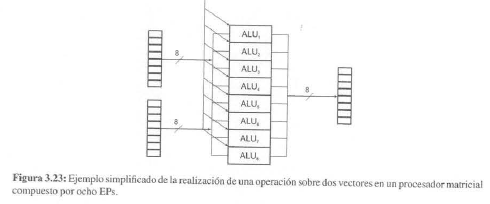 ALU₁
ALU₂
ALU₃
ALU₄
ALU₅
ALU₆
ALU₇
ALU₈
8
8
8
Figura 3.23: Ejemplo simplificado de la realización de una operación sobre dos vectores en un procesador matricial
compuesto por ocho EPs.